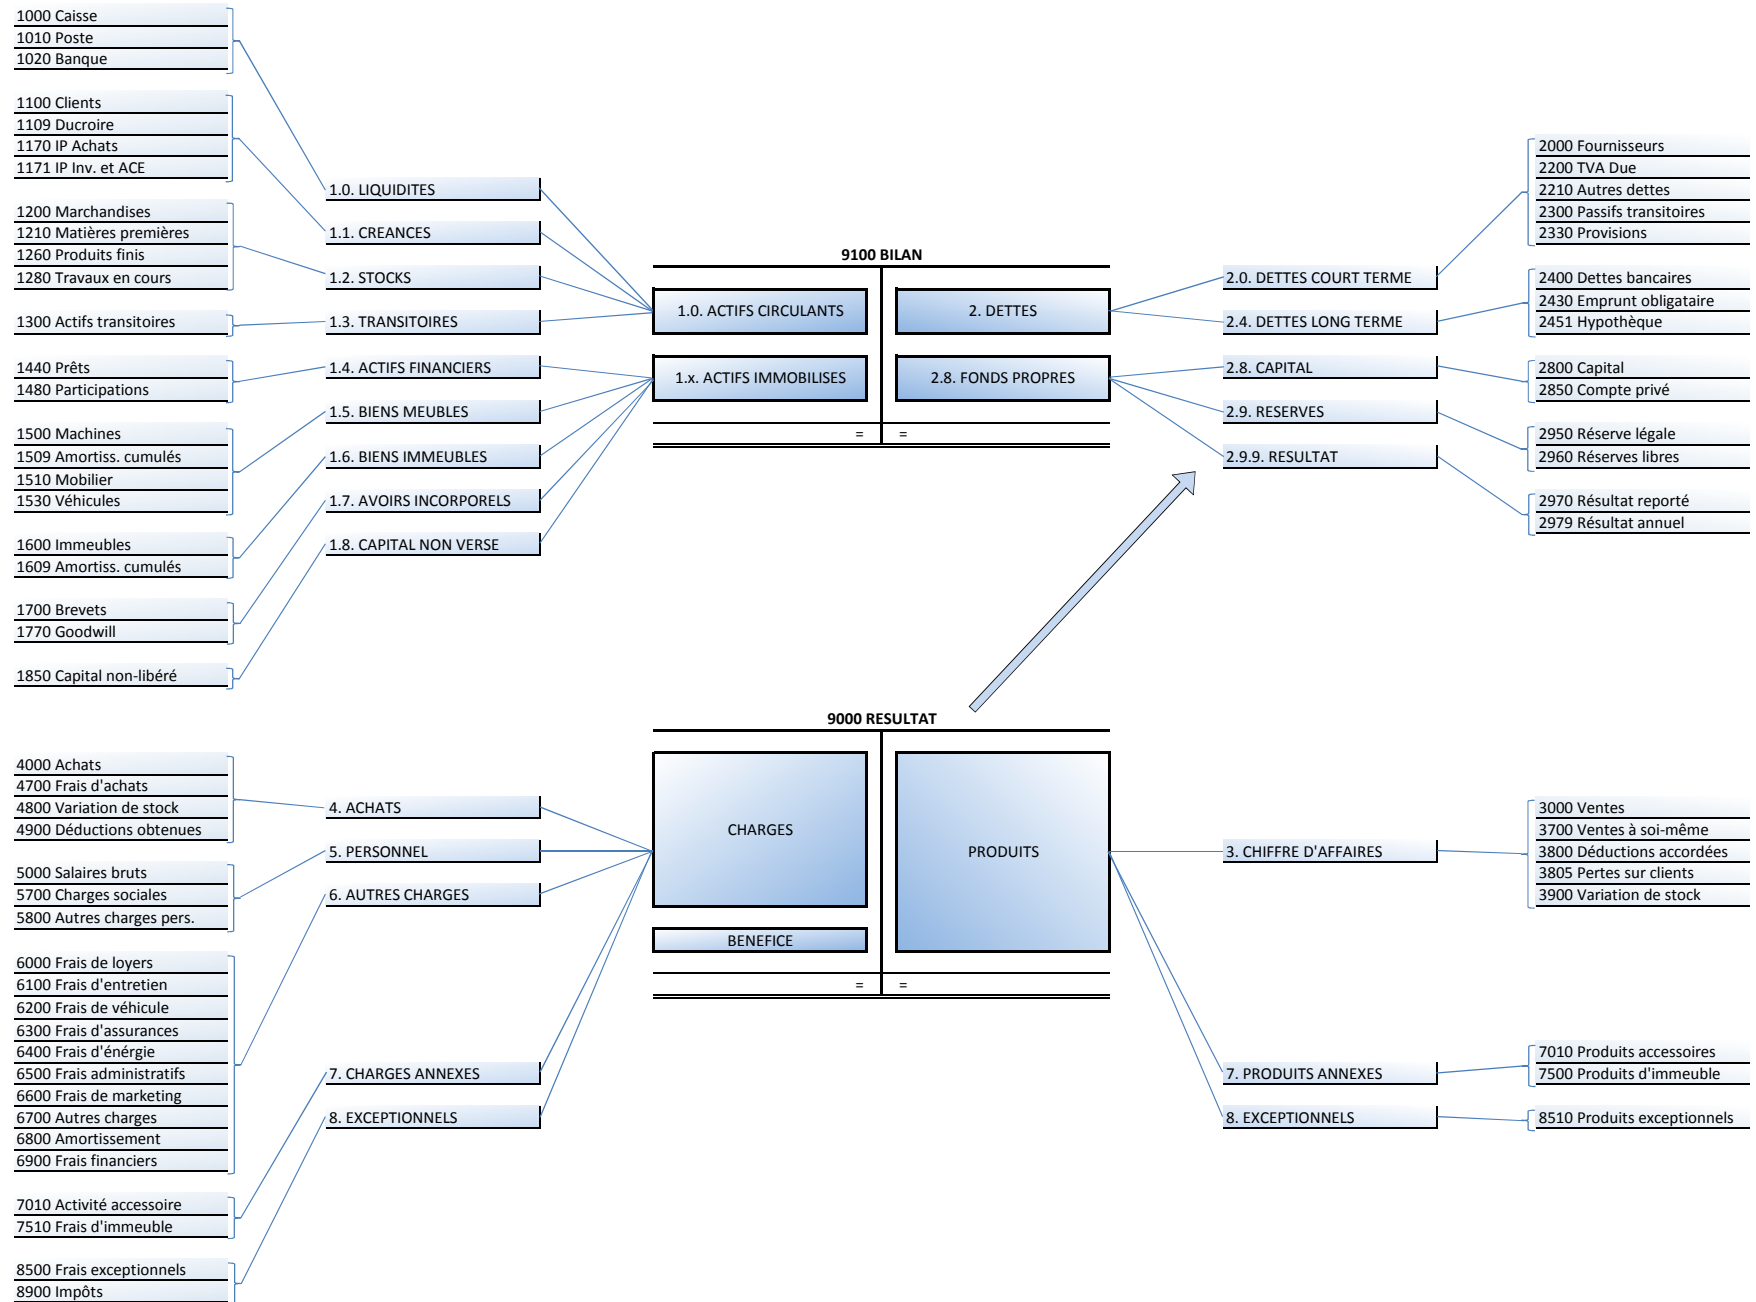 1000 Caisse
1010 Poste
1020 Banque
1100 Clients
1109 Ducroire
1170 IP Achats
1171 IP Inv. et ACE
1200 Marchandises
1210 Matières premières
1260 Produits finis
1280 Travaux en cours
1300 Actifs transitoires
1440 Prêts
1480 Participations
1500 Machines
1509 Amortiss. cumulés
1510 Mobilier
1530 Véhicules
1600 Immeubles
1609 Amortiss. cumulés
1700 Brevets
1770 Goodwill
1850 Capital non-libéré
1.0. LIQUIDITES
1.1. CREANCES
1.2. STOCKS
1.3. TRANSITOIRES
1.4. ACTIFS FINANCIERS
1.5. BIENS MEUBLES
1.6. BIENS IMMEUBLES
1.7. AVOIRS INCORPORELS
1.8. CAPITAL NON VERSE
9100 BILAN
1.0. ACTIFS CIRCULANTS
2. DETTES
1.x. ACTIFS IMMOBILISES
2.8. FONDS PROPRES
= =
2.0. DETTES COURT TERME
2.4. DETTES LONG TERME
2.8. CAPITAL
2.9. RESERVES
2.9.9. RESULTAT
2000 Fournisseurs
2200 TVA Due
2210 Autres dettes
2300 Passifs transitoires
2330 Provisions
2400 Dettes bancaires
2430 Emprunt obligataire
2451 Hypothèque
2800 Capital
2850 Compte privé
2950 Réserve légale
2960 Réserves libres
2970 Résultat reporté
2979 Résultat annuel
4000 Achats
4700 Frais d'achats
4800 Variation de stock
4900 Déductions obtenues
5000 Salaires bruts
5700 Charges sociales
5800 Autres charges pers.
6000 Frais de loyers
6100 Frais d'entretien
6200 Frais de véhicule
6300 Frais d'assurances
6400 Frais d'énérgie
6500 Frais administratifs
6600 Frais de marketing
6700 Autres charges
6800 Amortissement
6900 Frais financiers
7010 Activité accessoire
7510 Frais d'immeuble
8500 Frais exceptionnels
8900 Impôts
4. ACHATS
5. PERSONNEL
6. AUTRES CHARGES
7. CHARGES ANNEXES
8. EXCEPTIONNELS
9000 RESULTAT
CHARGES
PRODUITS
BENEFICE
= =
3. CHIFFRE D'AFFAIRES
7. PRODUITS ANNEXES
8. EXCEPTIONNELS
3000 Ventes
3700 Ventes à soi-même
3800 Déductions accordées
3805 Pertes sur clients
3900 Variation de stock
7010 Produits accessoires
7500 Produits d'immeuble
8510 Produits exceptionnels